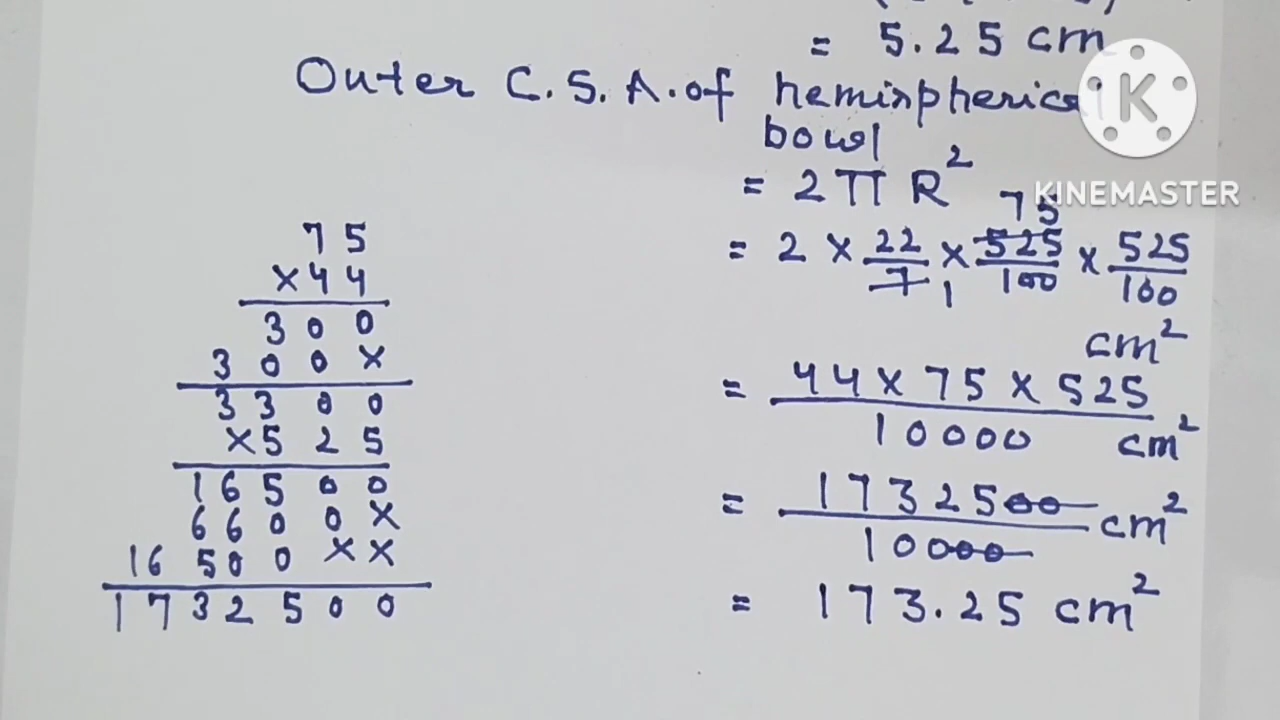 = 5.25 cm
Outer C.S.A. of hemispherical
bowl
= 2π R²
75
= 2 × 22/7 × 525/100 × 525/100
1
cm²
= 44 × 75 × 525 / 10000 cm²
= 1732500 / 10000 cm²
= 173.25 cm²
75
×44
300
300×
3300
×525
16500
6600×
16500××
1732500
K
KINEMASTER